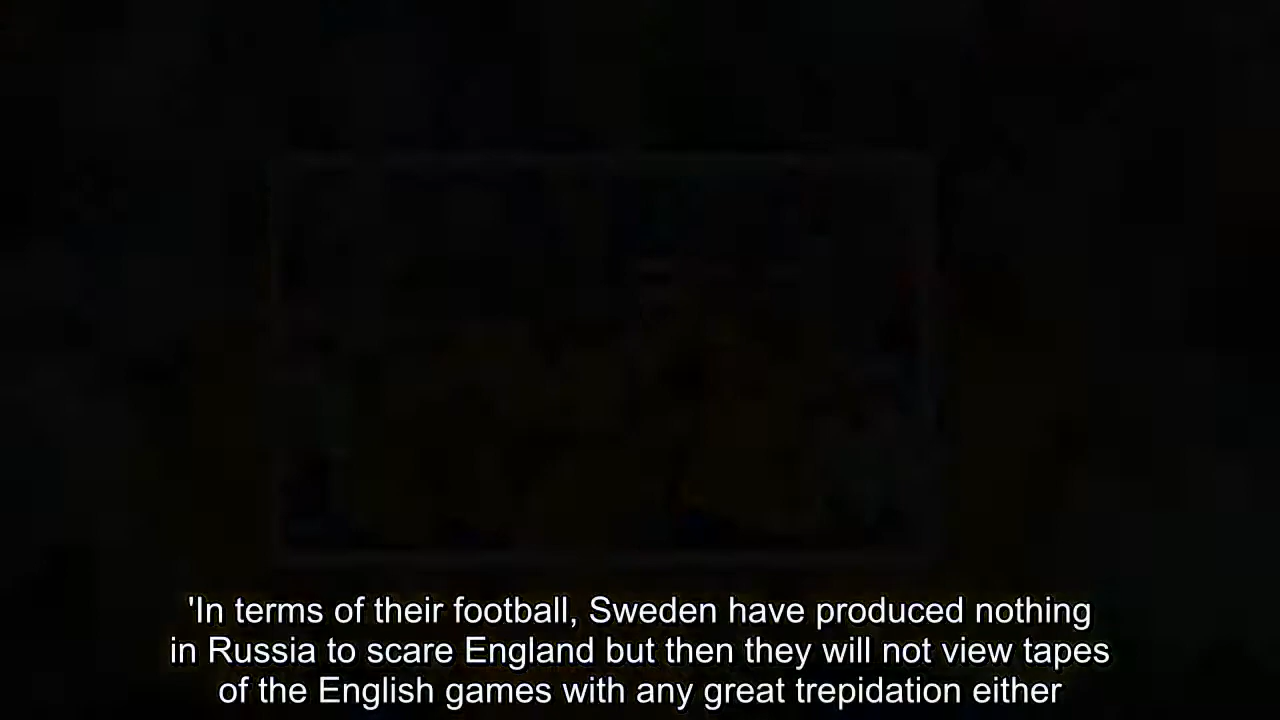 'In terms of their football, Sweden have produced nothing
in Russia to scare England but then they will not view tapes
of the English games with any great trepidation either